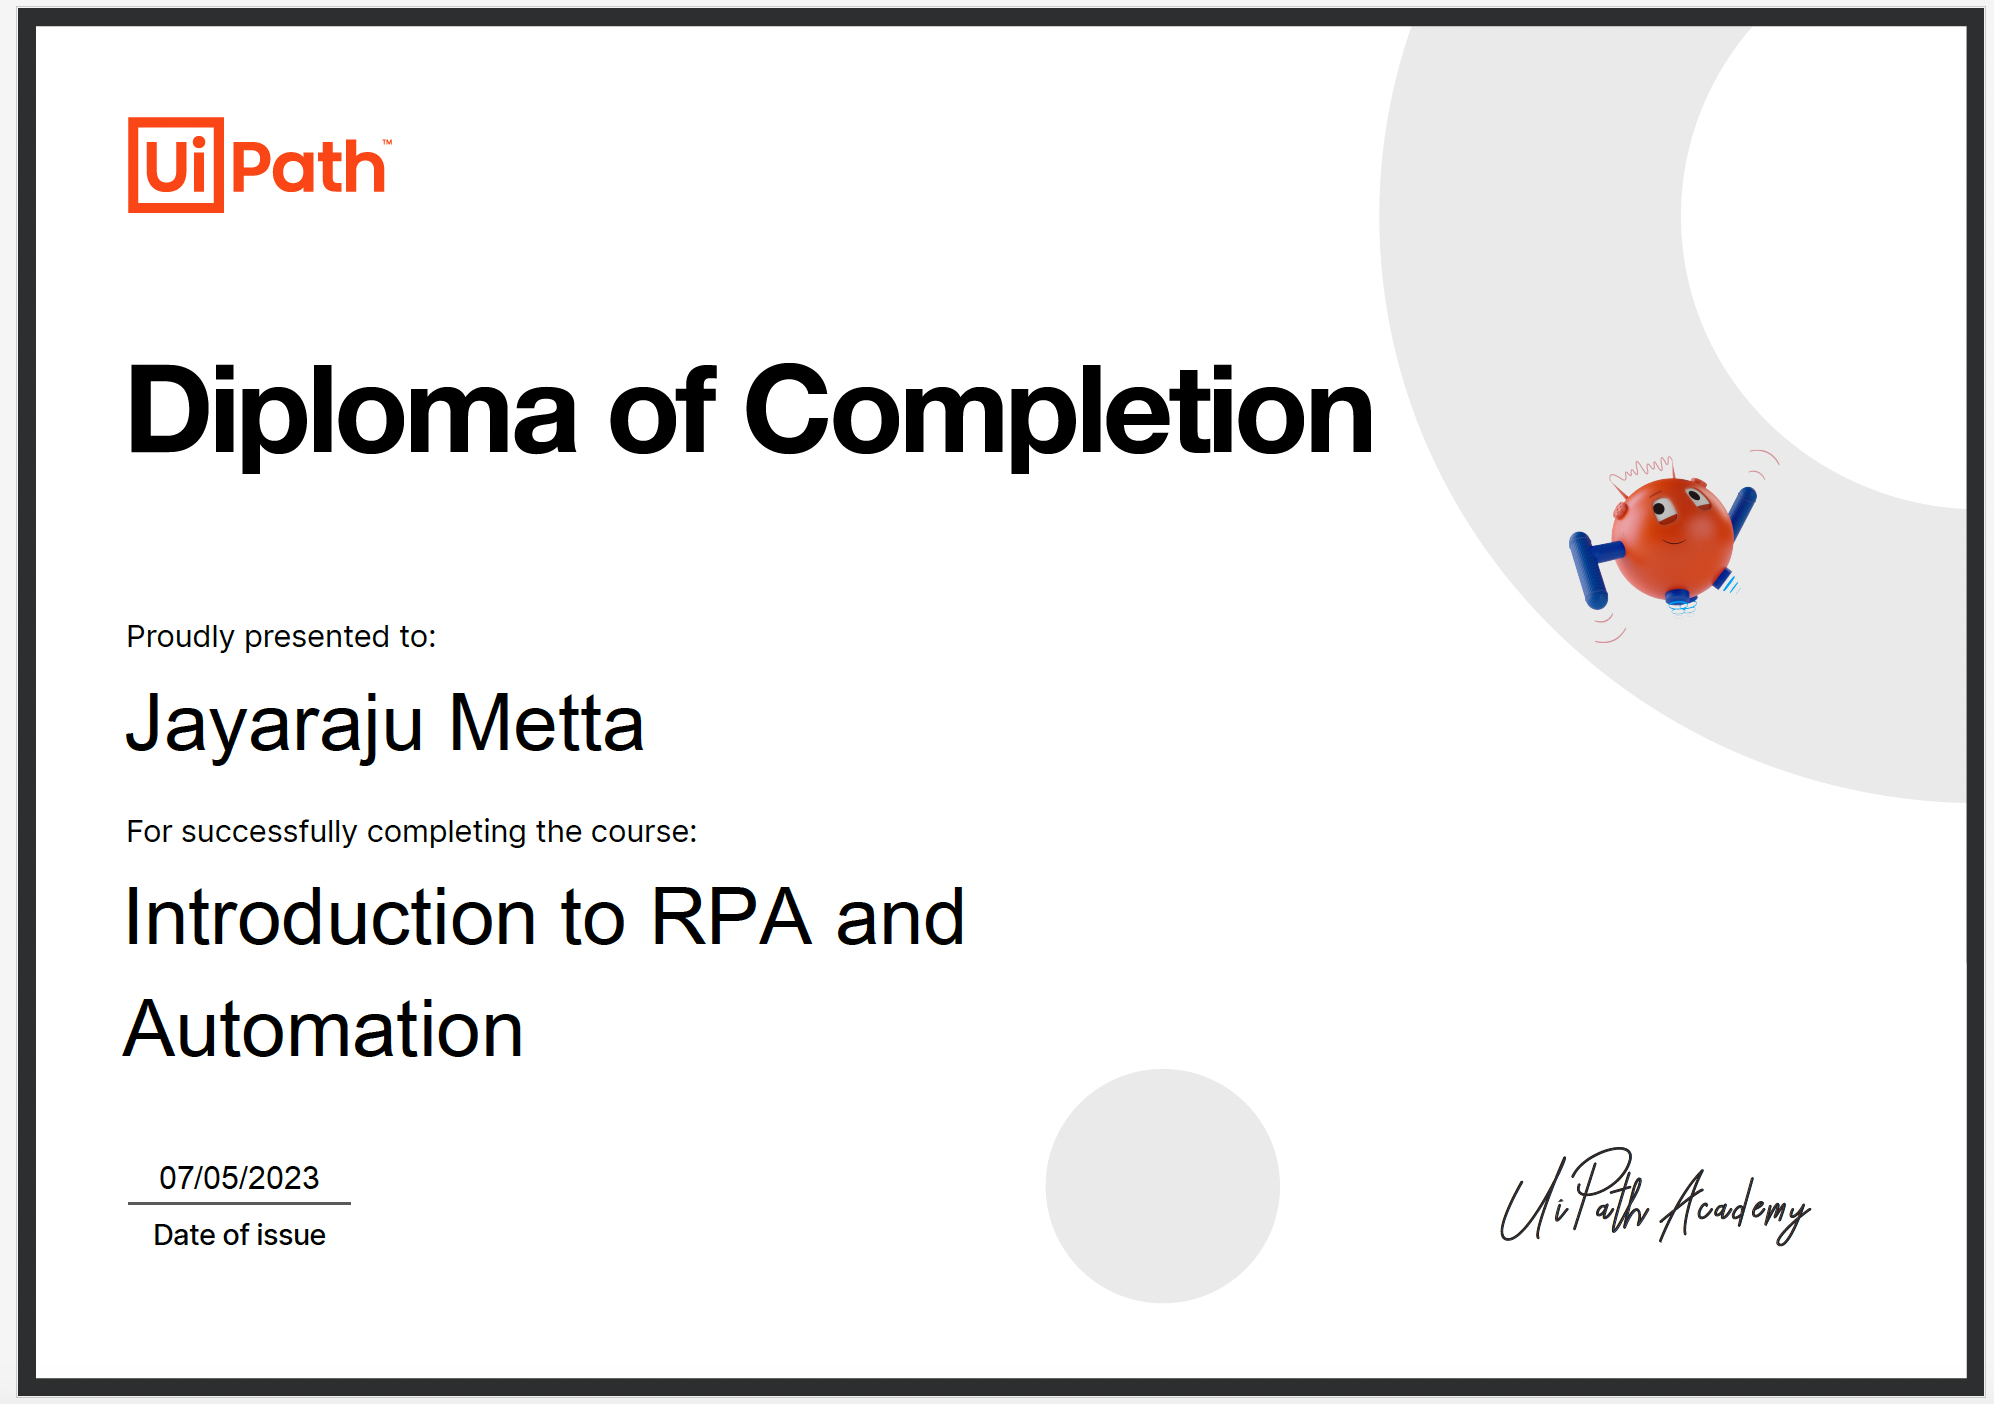 UiPath™
Diploma of Completion
Proudly presented to:
Jayaraju Metta
For successfully completing the course:
Introduction to RPA and
Automation
07/05/2023
Date of issue
UiPath Academy